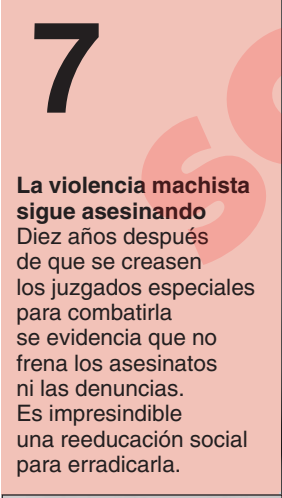 7
La violencia machista
sigue asesinando
Diez años después
de que se creasen
los juzgados especiales
para combatirla
se evidencia que no
frena los asesinatos
ni las denuncias.
Es impresindible
una reeducación social
para erradicarla.